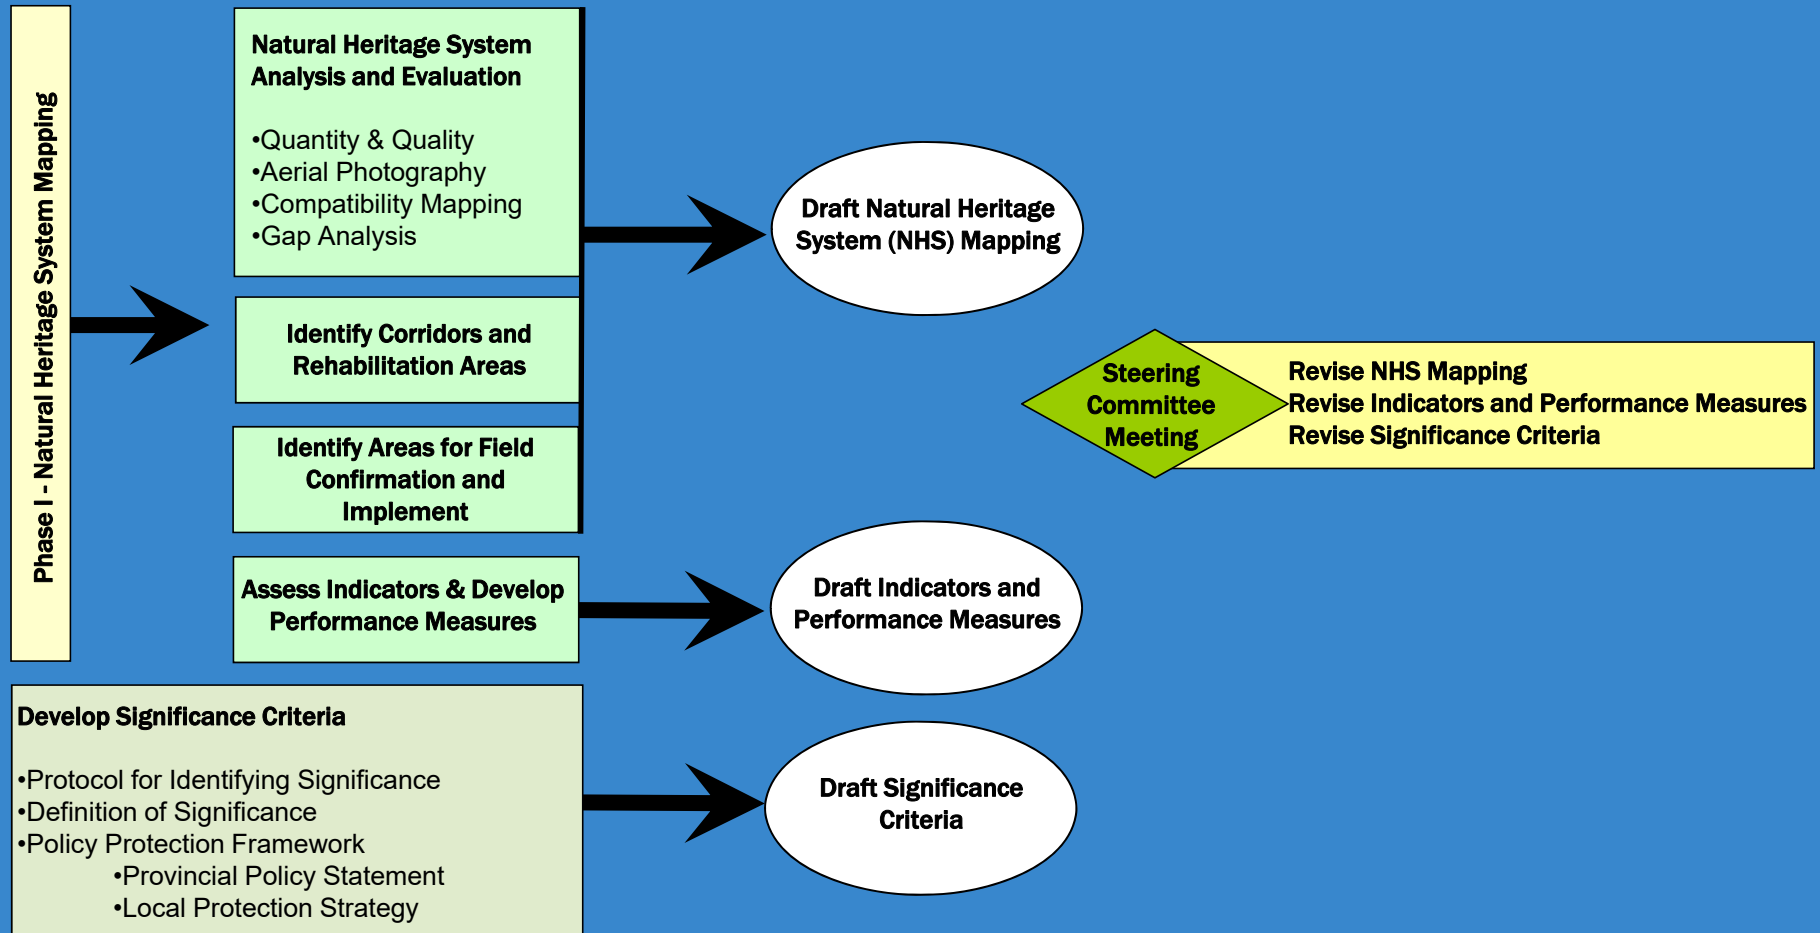 Phase I - Natural Heritage System Mapping
Natural Heritage System
Analysis and Evaluation
•Quantity & Quality
•Aerial Photography
•Compatibility Mapping
•Gap Analysis
Identify Corridors and
Rehabilitation Areas
Identify Areas for Field
Confirmation and
Implement
Assess Indicators & Develop
Performance Measures
Develop Significance Criteria
•Protocol for Identifying Significance
•Definition of Significance
•Policy Protection Framework
•Provincial Policy Statement
•Local Protection Strategy
Draft Natural Heritage
System (NHS) Mapping
Draft Indicators and
Performance Measures
Draft Significance
Criteria
Steering
Committee
Meeting
Revise NHS Mapping
Revise Indicators and Performance Measures
Revise Significance Criteria